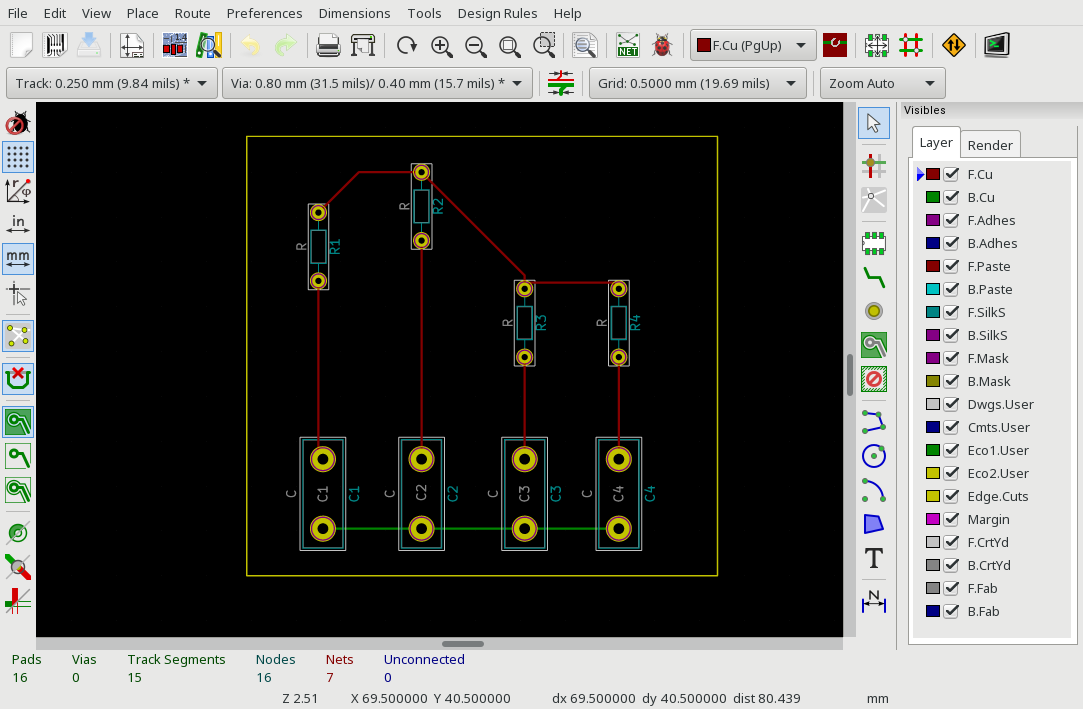 File Edit View Place Route Preferences Dimensions Tools Design Rules Help
NET
F.Cu (PgUp)
Track: 0.250 mm (9.84 mils) * Via: 0.80 mm (31.5 mil)/ 0.40 mm (15.7 mils) * Grid: 0.5000 mm (19.69 mils) Zoom Auto
Visibles
Layer Render
F.Cu
B.Cu
F.Adhes
B.Adhes
F.Paste
B.Paste
F.SilkS
B.SilkS
F.Mask
B.Mask
Dwgs.User
Cmts.User
Eco1.User
Eco2.User
Edge.Cuts
Margin
F.CrtYd
B.CrtYd
F.Fab
B.Fab
in
mm
R R2
R R1
R R3 R R4
C C1 C1 C C2 C2 C C3 C3 C C4 C4
T
N
Pads Vias Track Segments Nodes Nets Unconnected
16 0 15 16 7 0
Z 2.51 X 69.500000 Y 40.500000 dx 69.500000 dy 40.500000 dist 80.439 mm